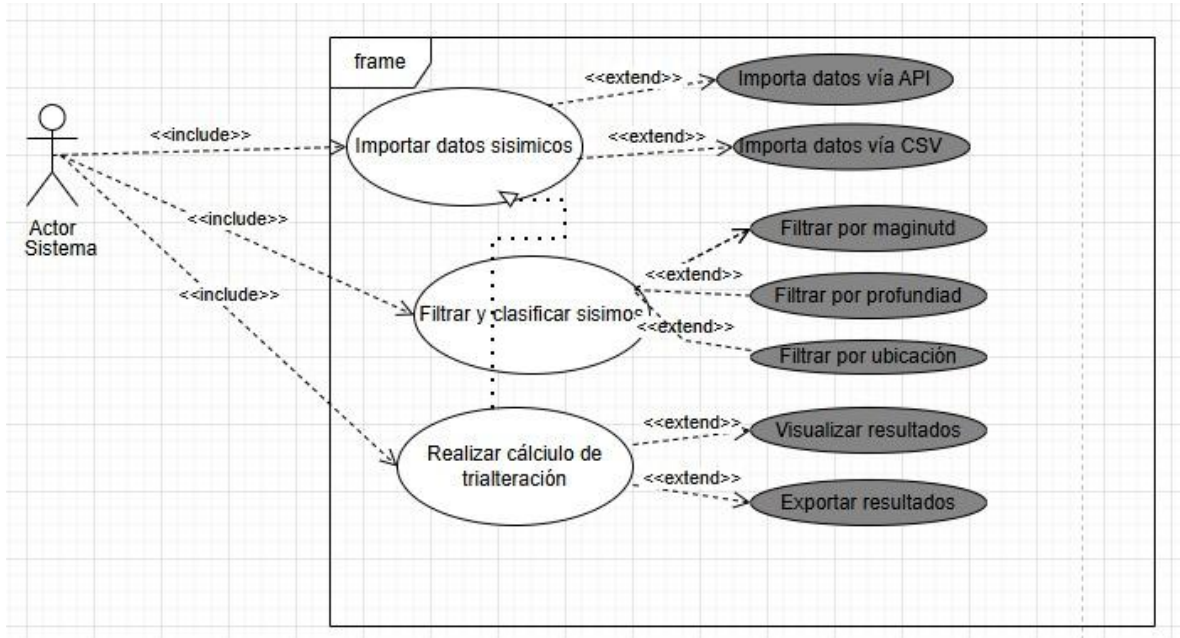 frame
<<extend>>
Importa datos vía API
<<include>>
Importar datos sisimicos
<<extend>>
Importa datos vía CSV
Actor
Sistema
<<include>>
Filtrar por maginutd
<<extend>>
<<include>>
Filtrar por profundiad
Filtrar y clasificar sisimos
<<extend>>
Filtrar por ubicación
<<extend>>
Visualizar resultados
Realizar cálciulo de
trialteración
<<extend>>
Exportar resultados